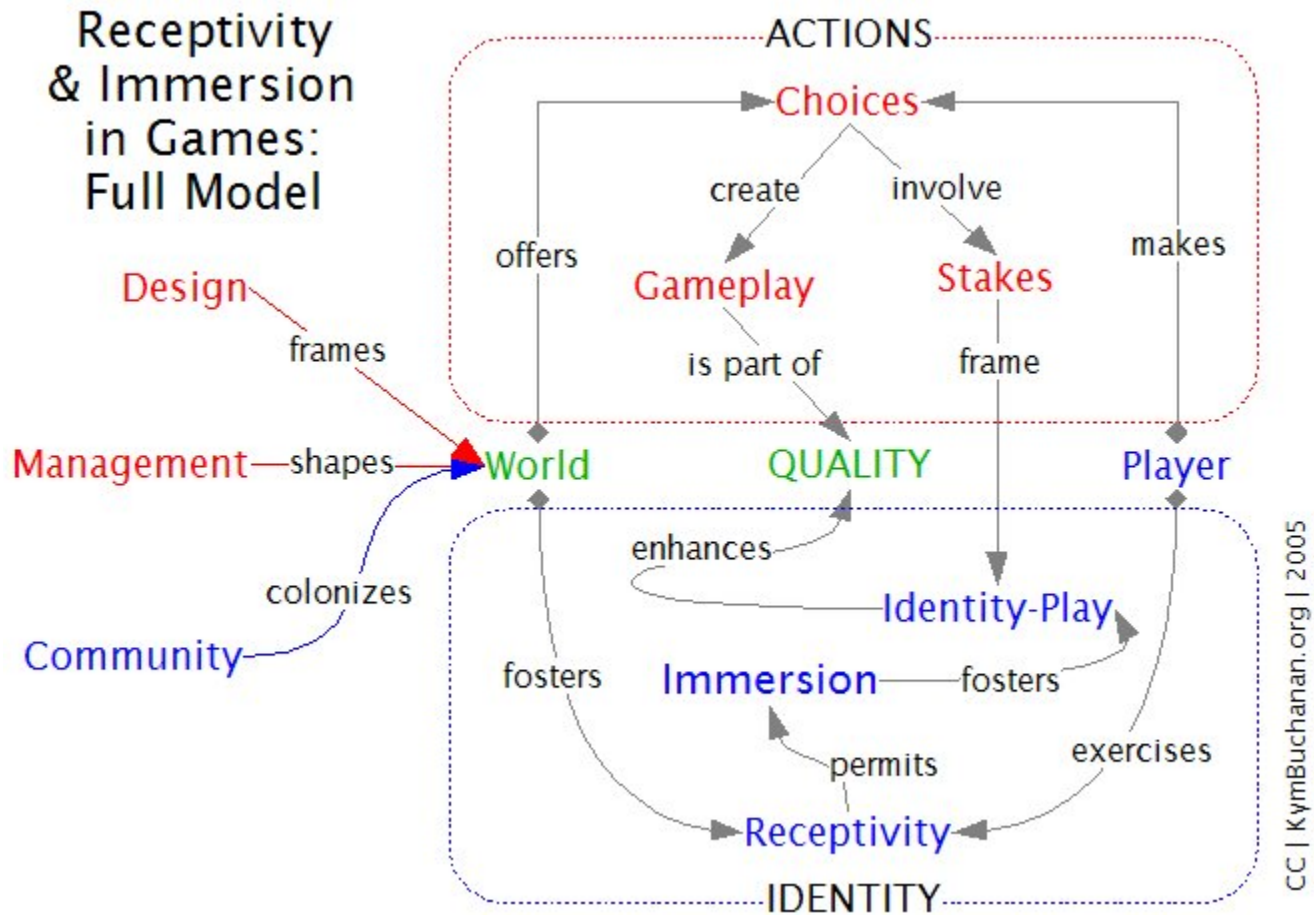 Receptivity
& Immersion
in Games:
Full Model
ACTIONS
Choices
create
involve
offers
makes
Gameplay
Stakes
Design
frames
is part of
frame
Management
shapes
World
QUALITY
Player
enhances
colonizes
Identity-Play
Community
fosters
Immersion
fosters
exercises
permits
Receptivity
IDENTITY
CC | KymBuchanan.org | 2005